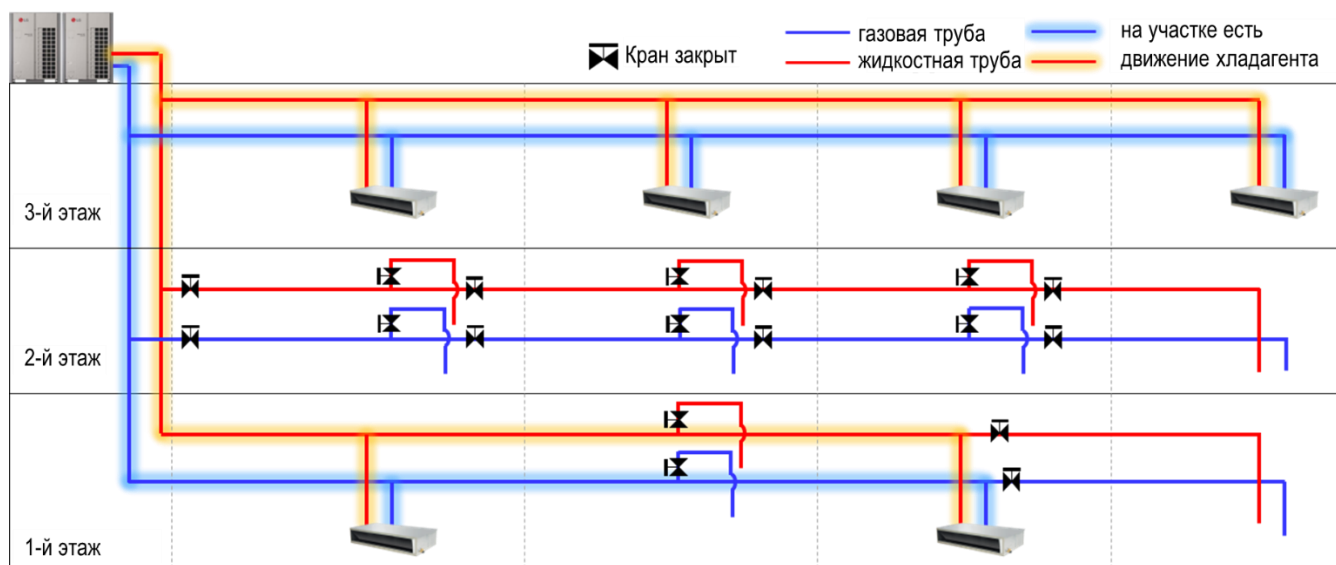 Кран закрыт
газовая труба
жидкостная труба
на участке есть
движение хладагента
3-й этаж
2-й этаж
1-й этаж